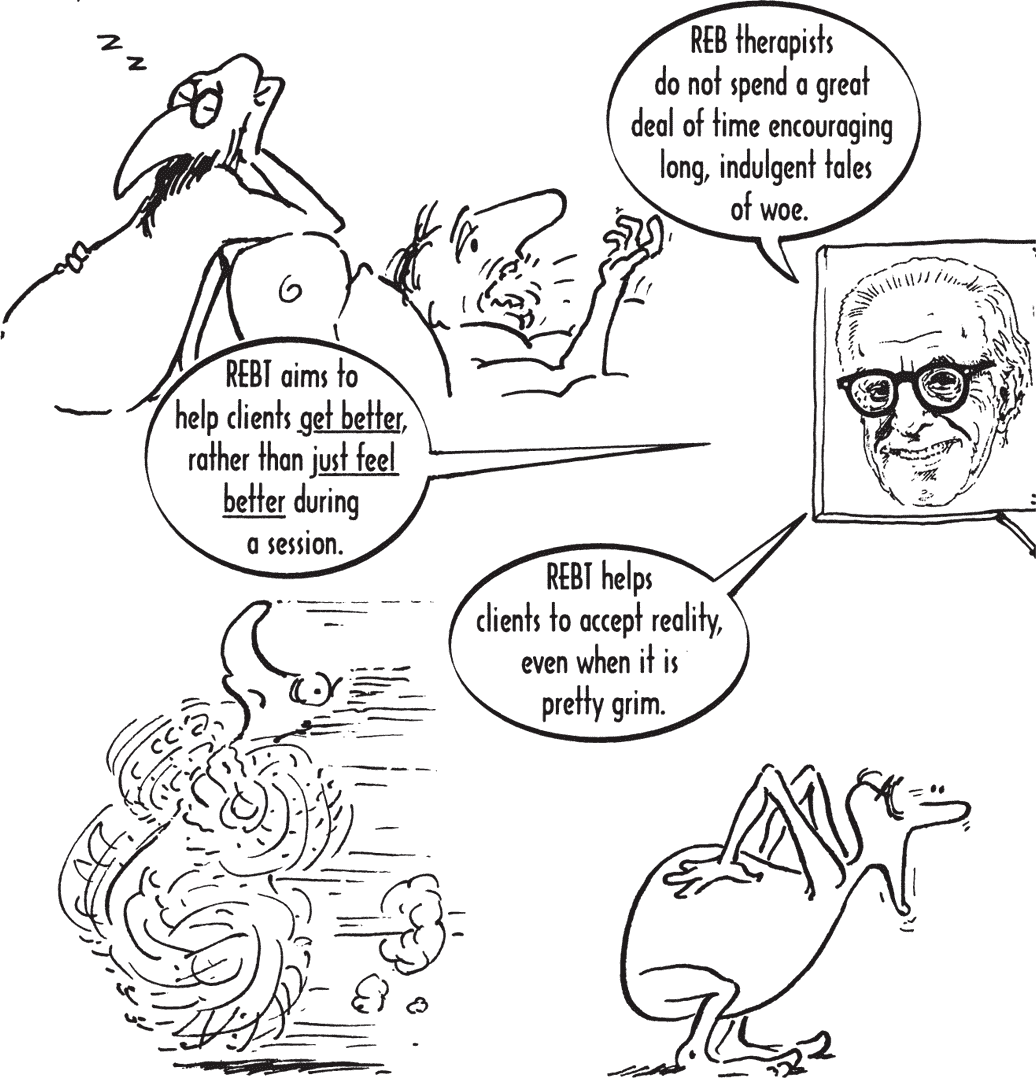 Z
Z
REB therapists
do not spend a great
deal of time encouraging
long, indulgent tales
of woe.
REBT aims to
help clients get better,
rather than just feel
better during
a session.
REBT helps
clients to accept reality,
even when it is
pretty grim.